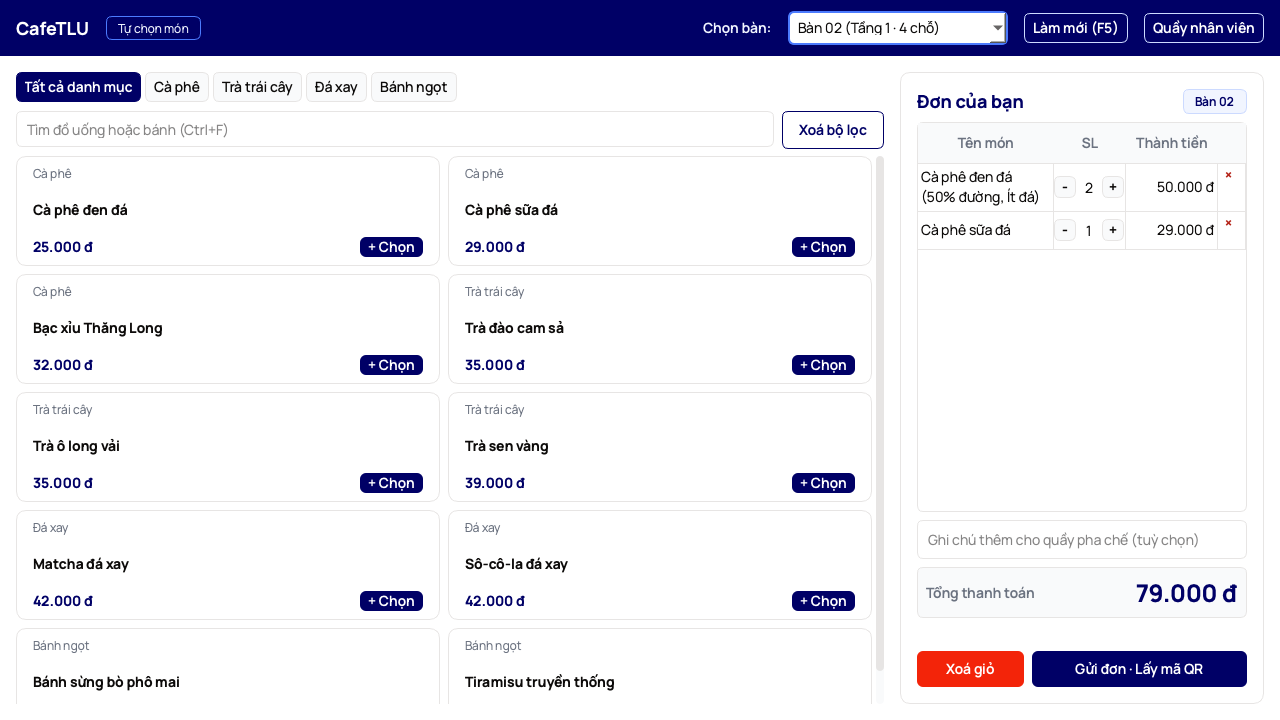 CafeTLU
Tự chọn món
Chọn bàn:
Bàn 02 (Tầng 1 · 4 chỗ)
Làm mới (F5)
Quầy nhân viên
Tất cả danh mục
Cà phê
Trà trái cây
Đá xay
Bánh ngọt
Tìm đồ uống hoặc bánh (Ctrl+F)
Xoá bộ lọc
Cà phê
Cà phê đen đá
25.000 đ
+ Chọn
Cà phê
Cà phê sữa đá
29.000 đ
+ Chọn
Cà phê
Bạc xỉu Thăng Long
32.000 đ
+ Chọn
Trà trái cây
Trà đào cam sả
35.000 đ
+ Chọn
Trà trái cây
Trà ô long vải
35.000 đ
+ Chọn
Trà trái cây
Trà sen vàng
39.000 đ
+ Chọn
Đá xay
Matcha đá xay
42.000 đ
+ Chọn
Đá xay
Sô-cô-la đá xay
42.000 đ
+ Chọn
Bánh ngọt
Bánh sừng bò phô mai
Bánh ngọt
Tiramisu truyền thống
Đơn của bạn
Bàn 02
Tên món SL Thành tiền
Cà phê đen đá
(50% đường, Ít đá)
- 2 +
50.000 đ
×
Cà phê sữa đá
- 1 +
29.000 đ
×
Ghi chú thêm cho quầy pha chế (tuỳ chọn)
Tổng thanh toán
79.000 đ
Xoá giỏ
Gửi đơn · Lấy mã QR